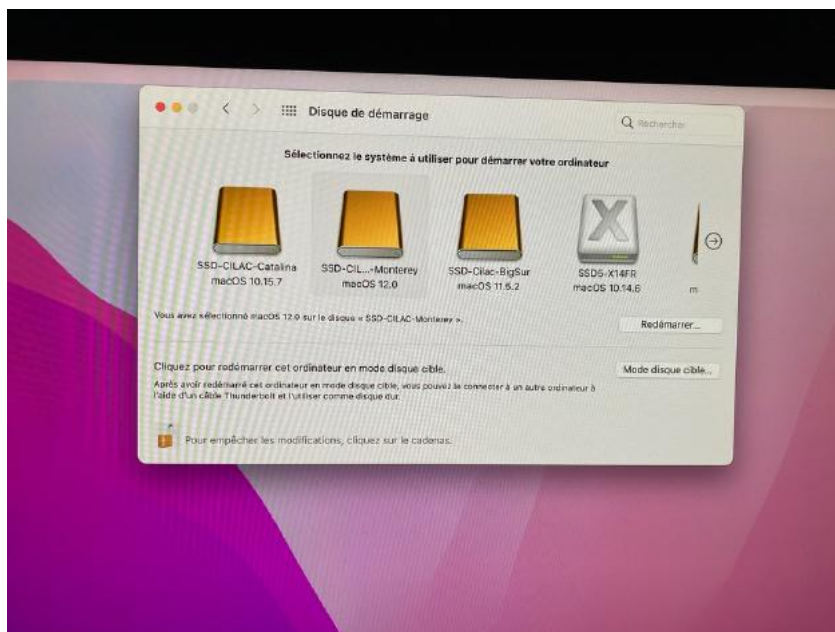 Disque de démarrage
Rechercher
Sélectionnez le système à utiliser pour démarrer votre ordinateur
SSD-CILAC-Catalina
macOS 10.15.7
SSD-CIL...-Monterey
macOS 12.0
SSD-Cilac-BigSur
macOS 11.5.2
SSD5-X14FR
macOS 10.14.6
m
Vous avez sélectionné macOS 12.0 sur le disque « SSD-CILAC-Monterey ».
Redémarrer...
Cliquez pour redémarrer cet ordinateur en mode disque cible.
Mode disque cible...
Après avoir redémarré cet ordinateur en mode disque cible, vous pouvez le connecter à un autre ordinateur à
l'aide d'un câble Thunderbolt et l'utiliser comme disque dur.
Pour empêcher les modifications, cliquez sur le cadenas.